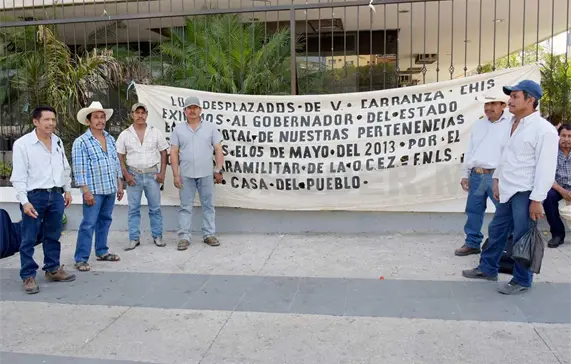 LOS DESPLAZADOS DE V. CARRANZA CHIS
EXIGIMOS AL GOBERNADOR DEL ESTADO
TOTAL DE NUESTRAS PERTENENCIAS
EL 05 DE MAYO DEL 2013 POR EL
PARAMILITAR DE LA O.C.E.Z. F.N.L.S.
CASA DEL PUEBLO.